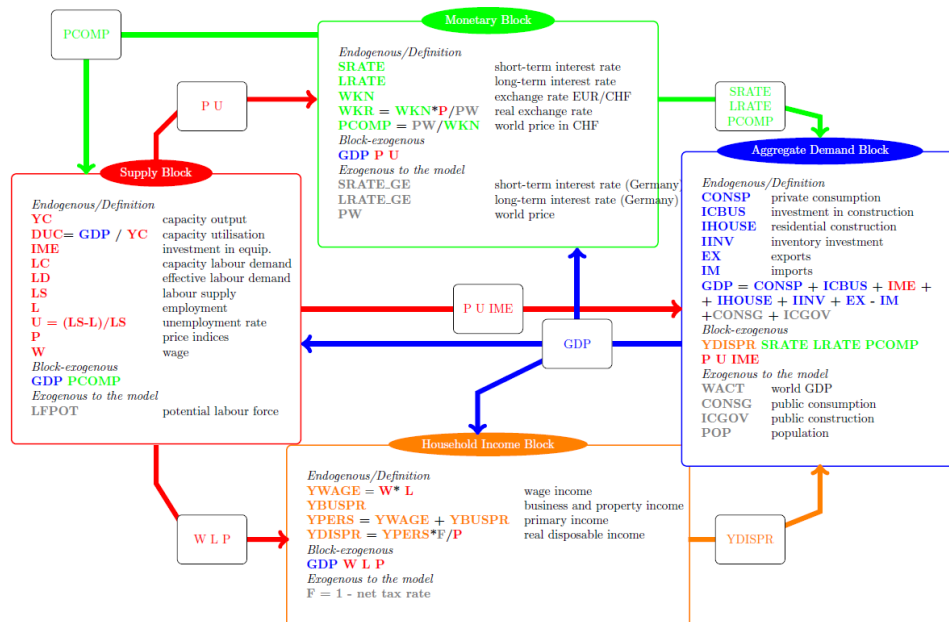 Monetary Block
PCOMP
Endogenous/Definition
SRATE short-term interest rate
LRATE long-term interest rate
WKN exchange rate EUR/CHF
WKR = WKN*P/PW real exchange rate
PCOMP = PW/WKN world price in CHF
Block-exogenous
GDP P U
Exogenous to the model
SRATE_GE short-term interest rate (Germany)
LRATE_GE long-term interest rate (Germany)
PW world price
P U
SRATE
LRATE
PCOMP
Supply Block
Endogenous/Definition
YC capacity output
DUC= GDP / YC capacity utilisation
IME investment in equip.
LC capacity labour demand
LD effective labour demand
LS labour supply
L employment
U = (LS-L)/LS unemployment rate
P price indices
W wage
Block-exogenous
GDP PCOMP
Exogenous to the model
LFPOT potential labour force
Aggregate Demand Block
Endogenous/Definition
CONSP private consumption
ICBUS investment in construction
IHOUSE residential construction
IINV inventory investment
EX exports
IM imports
GDP = CONSP + ICBUS + IME +
+ IHOUSE + IINV + EX - IM
+CONSG + ICGOV
Block-exogenous
YDISPR SRATE LRATE PCOMP
P U IME
Exogenous to the model
WACT world GDP
CONSG public consumption
ICGOV public construction
POP population
P U IME
GDP
Household Income Block
Endogenous/Definition
YWAGE = W* L wage income
YBUSPR business and property income
YPERS = YWAGE + YBUSPR primary income
YDISPR = YPERS*F/P real disposable income
Block-exogenous
GDP W L P
Exogenous to the model
F = 1 - net tax rate
W L P
YDISPR